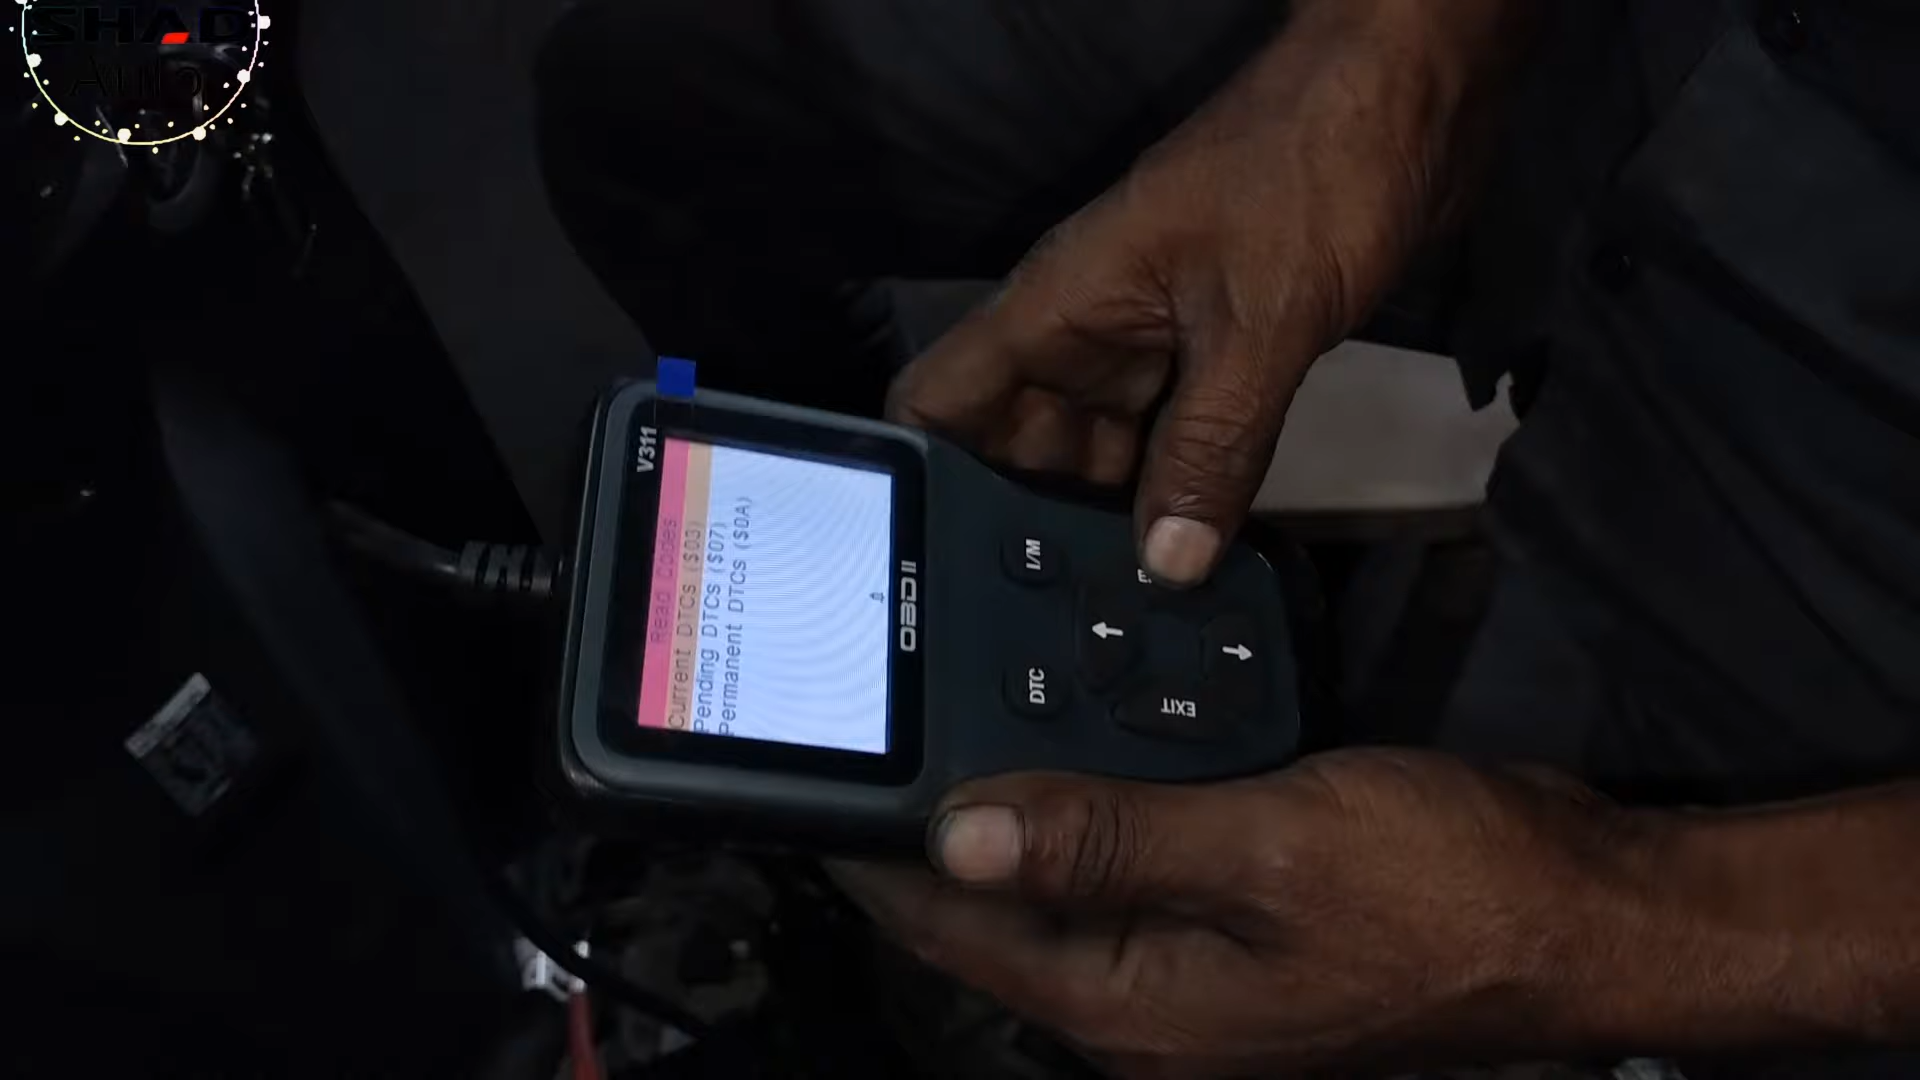 SHAD
Auto
V311
Read Codes
Current DTCs ($03)
Pending DTCs ($07)
Permanent DTCs ($0A)
OBD II
I/M
DTC
EXIT